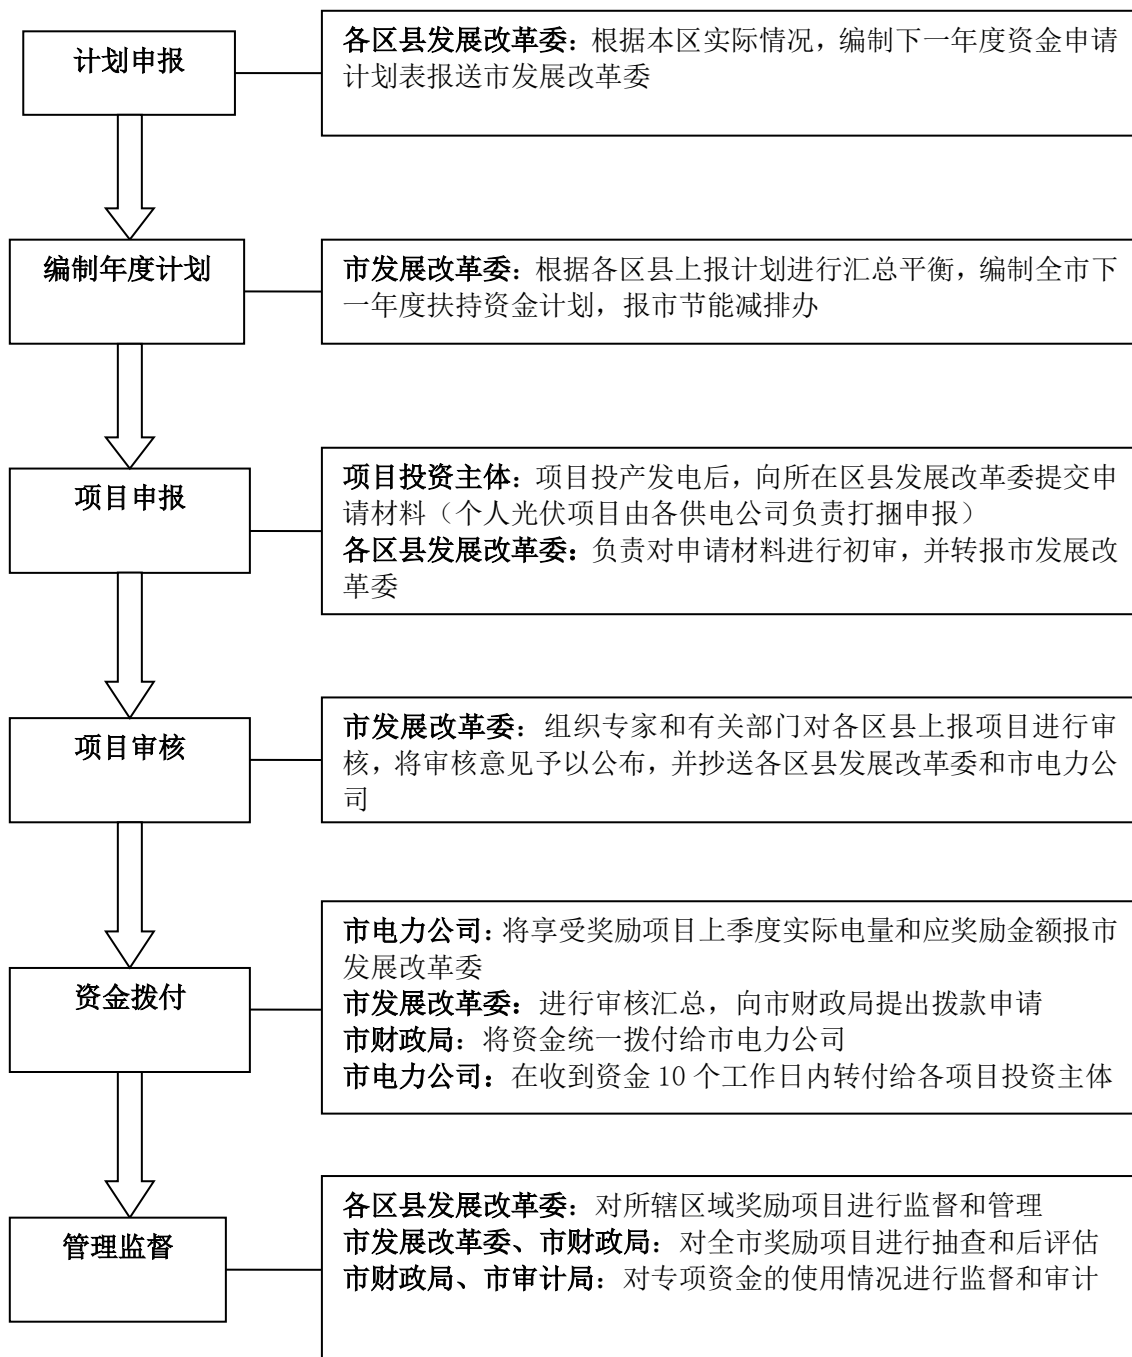 计划申报
各区县发展改革委：根据本区实际情况，编制下一年度资金申请
计划表报送市发展改革委
编制年度计划
市发展改革委：根据各区县上报计划进行汇总平衡，编制全市下
一年度扶持资金计划，报市节能减排办
项目申报
项目投资主体：项目投产发电后，向所在区县发展改革委提交申
请材料（个人光伏项目由各供电公司负责打捆申报）
各区县发展改革委：负责对申请材料进行初审，并转报市发展改
革委
项目审核
市发展改革委：组织专家和有关部门对各区县上报项目进行审
核，将审核意见予以公布，并抄送各区县发展改革委和市电力公
司
资金拨付
市电力公司：将享受奖励项目上季度实际电量和应奖励金额报市
发展改革委
市发展改革委：进行审核汇总，向市财政局提出拨款申请
市财政局：将资金统一拨付给市电力公司
市电力公司：在收到资金 10 个工作日内转付给各项目投资主体
管理监督
各区县发展改革委：对所辖区域奖励项目进行监督和管理
市发展改革委、市财政局：对全市奖励项目进行抽查和后评估
市财政局、市审计局：对专项资金的使用情况进行监督和审计